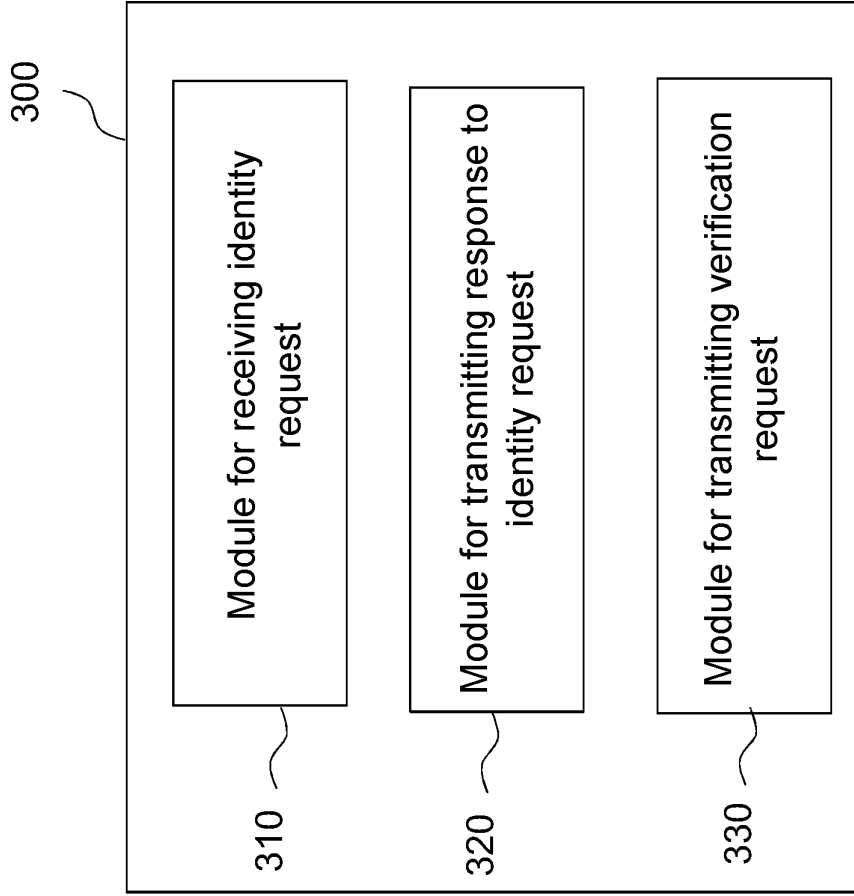 300
310
Module for receiving identity
request
320
Module for transmitting response to
identity request
330
Module for transmitting verification
request